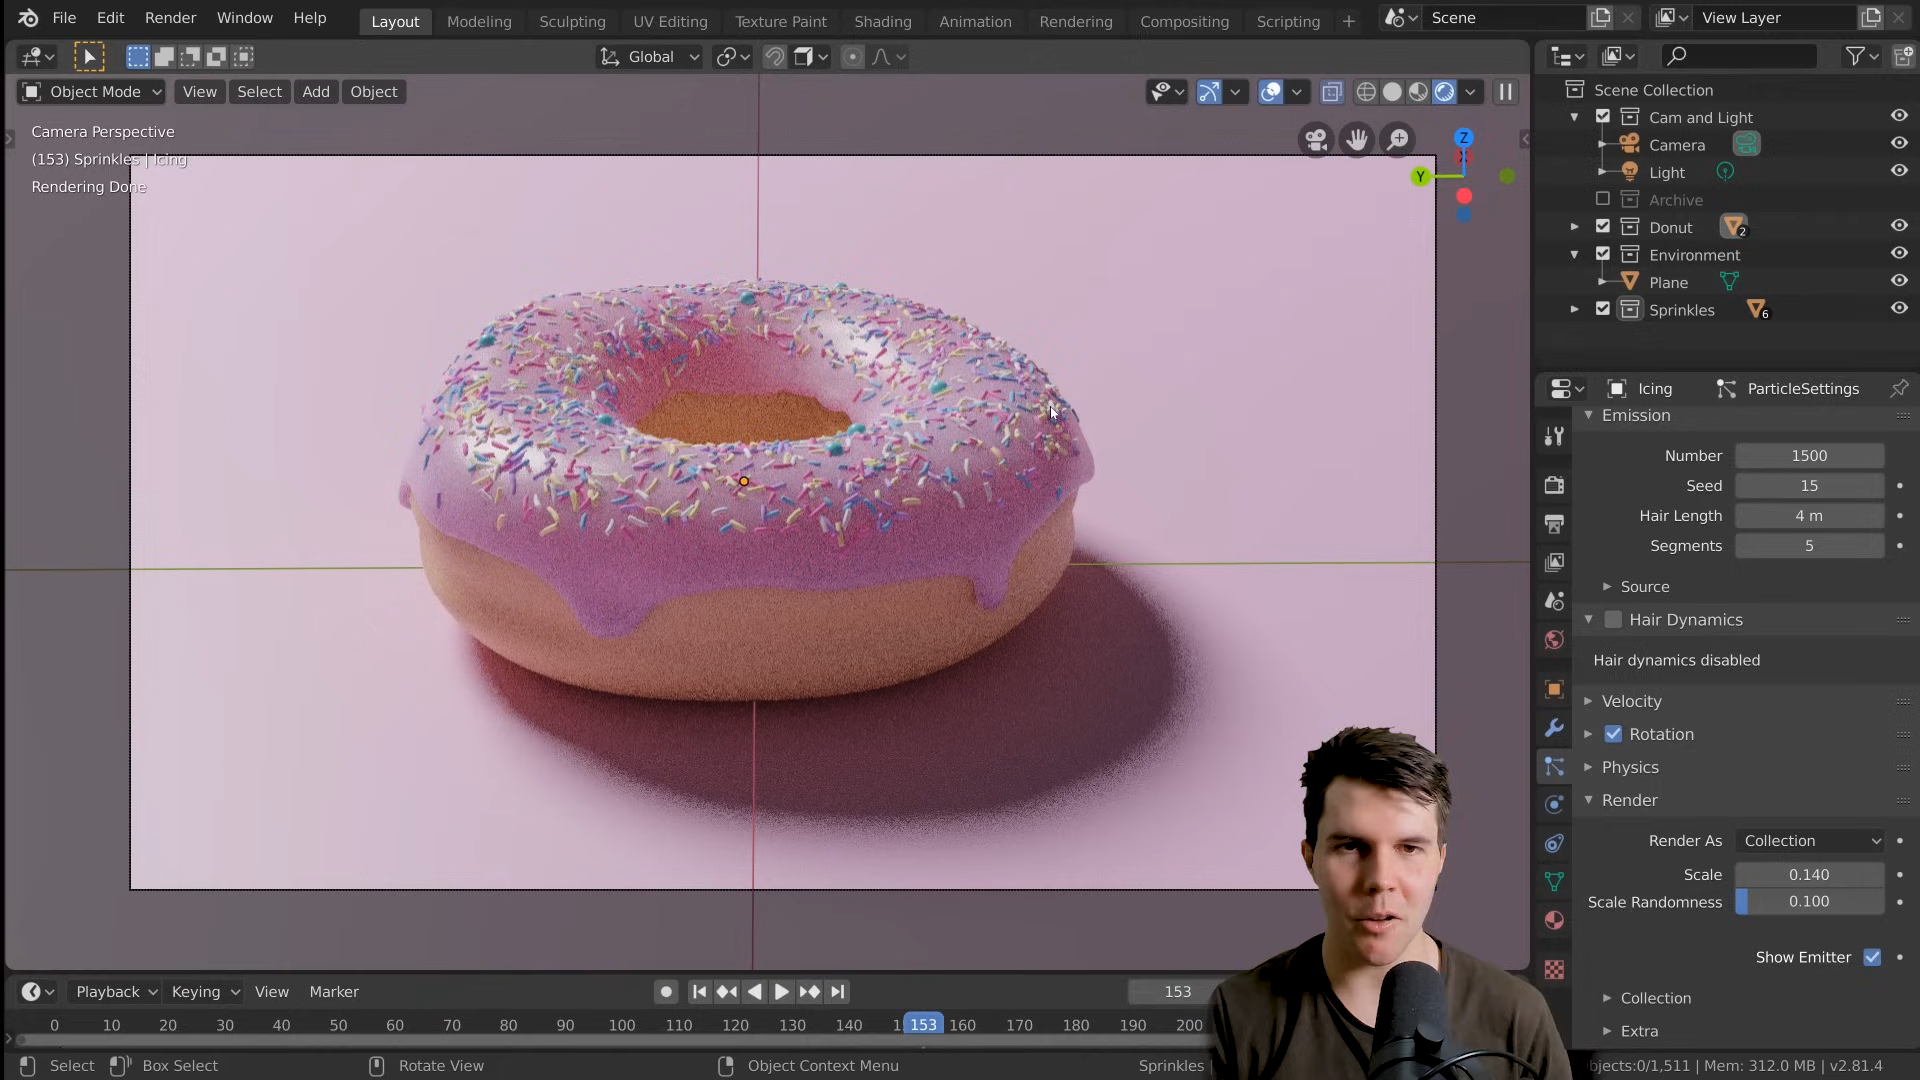 File Edit Render Window Help Layout Modeling Sculpting UV Editing Texture Paint Shading Animation Rendering Compositing Scripting + Scene View Layer
Global
Object Mode View Select Add Object
Camera Perspective
(153) Sprinkles | Icing
Rendering Done
Z
X
Y
Scene Collection
Cam and Light
Camera
Light
Archive
Donut 2
Environment
Plane
Sprinkles 6
Icing ParticleSettings
Emission
Number 1500
Seed 15
Hair Length 4 m
Segments 5
Source
Hair Dynamics
Hair dynamics disabled
Velocity
Rotation
Physics
Render
Render As Collection
Scale 0.140
Scale Randomness 0.100
Show Emitter
Collection
Extra
Playback Keying View Marker 153
0 10 20 30 40 50 60 70 80 90 100 110 120 130 140 153 160 170 180 190 200
Select Box Select Rotate View Object Context Menu Sprinkles | :0/1,511 | Mem: 312.0 MB | v2.81.4